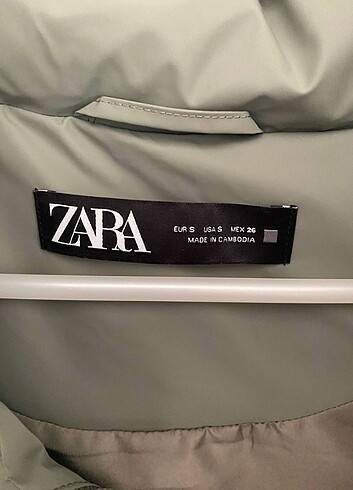 ZARA
EUR S USA S MEX 26
MADE IN CAMBODIA